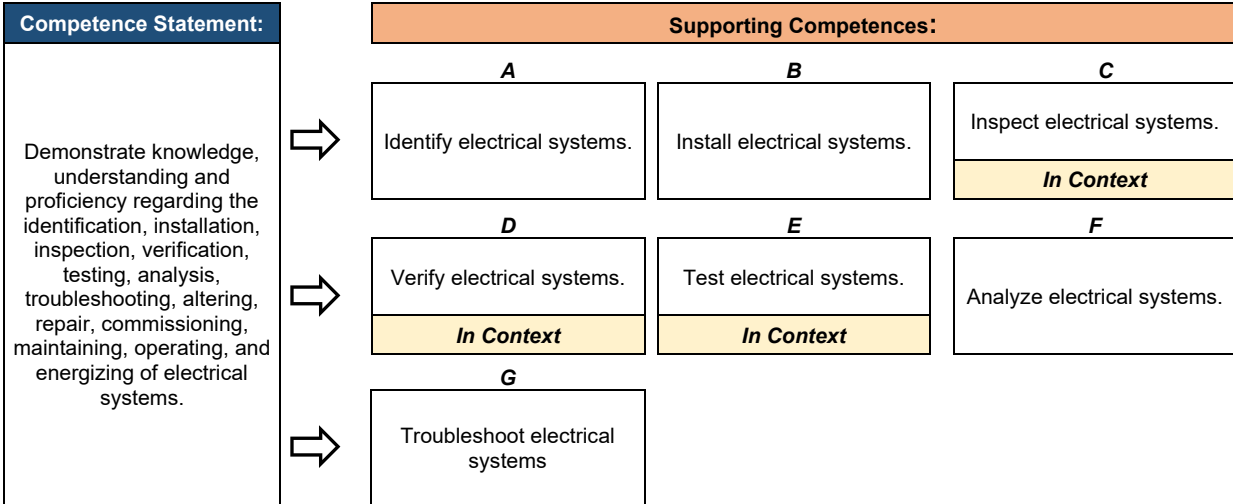 Competence Statement:
Supporting Competences:
Demonstrate knowledge,
understanding and
proficiency regarding the
identification, installation,
inspection, verification,
testing, analysis,
troubleshooting, altering,
repair, commissioning,
maintaining, operating, and
energizing of electrical
systems.
A
Identify electrical systems.
B
Install electrical systems.
C
Inspect electrical systems.
In Context
D
Verify electrical systems.
In Context
E
Test electrical systems.
In Context
F
Analyze electrical systems.
G
Troubleshoot electrical
systems